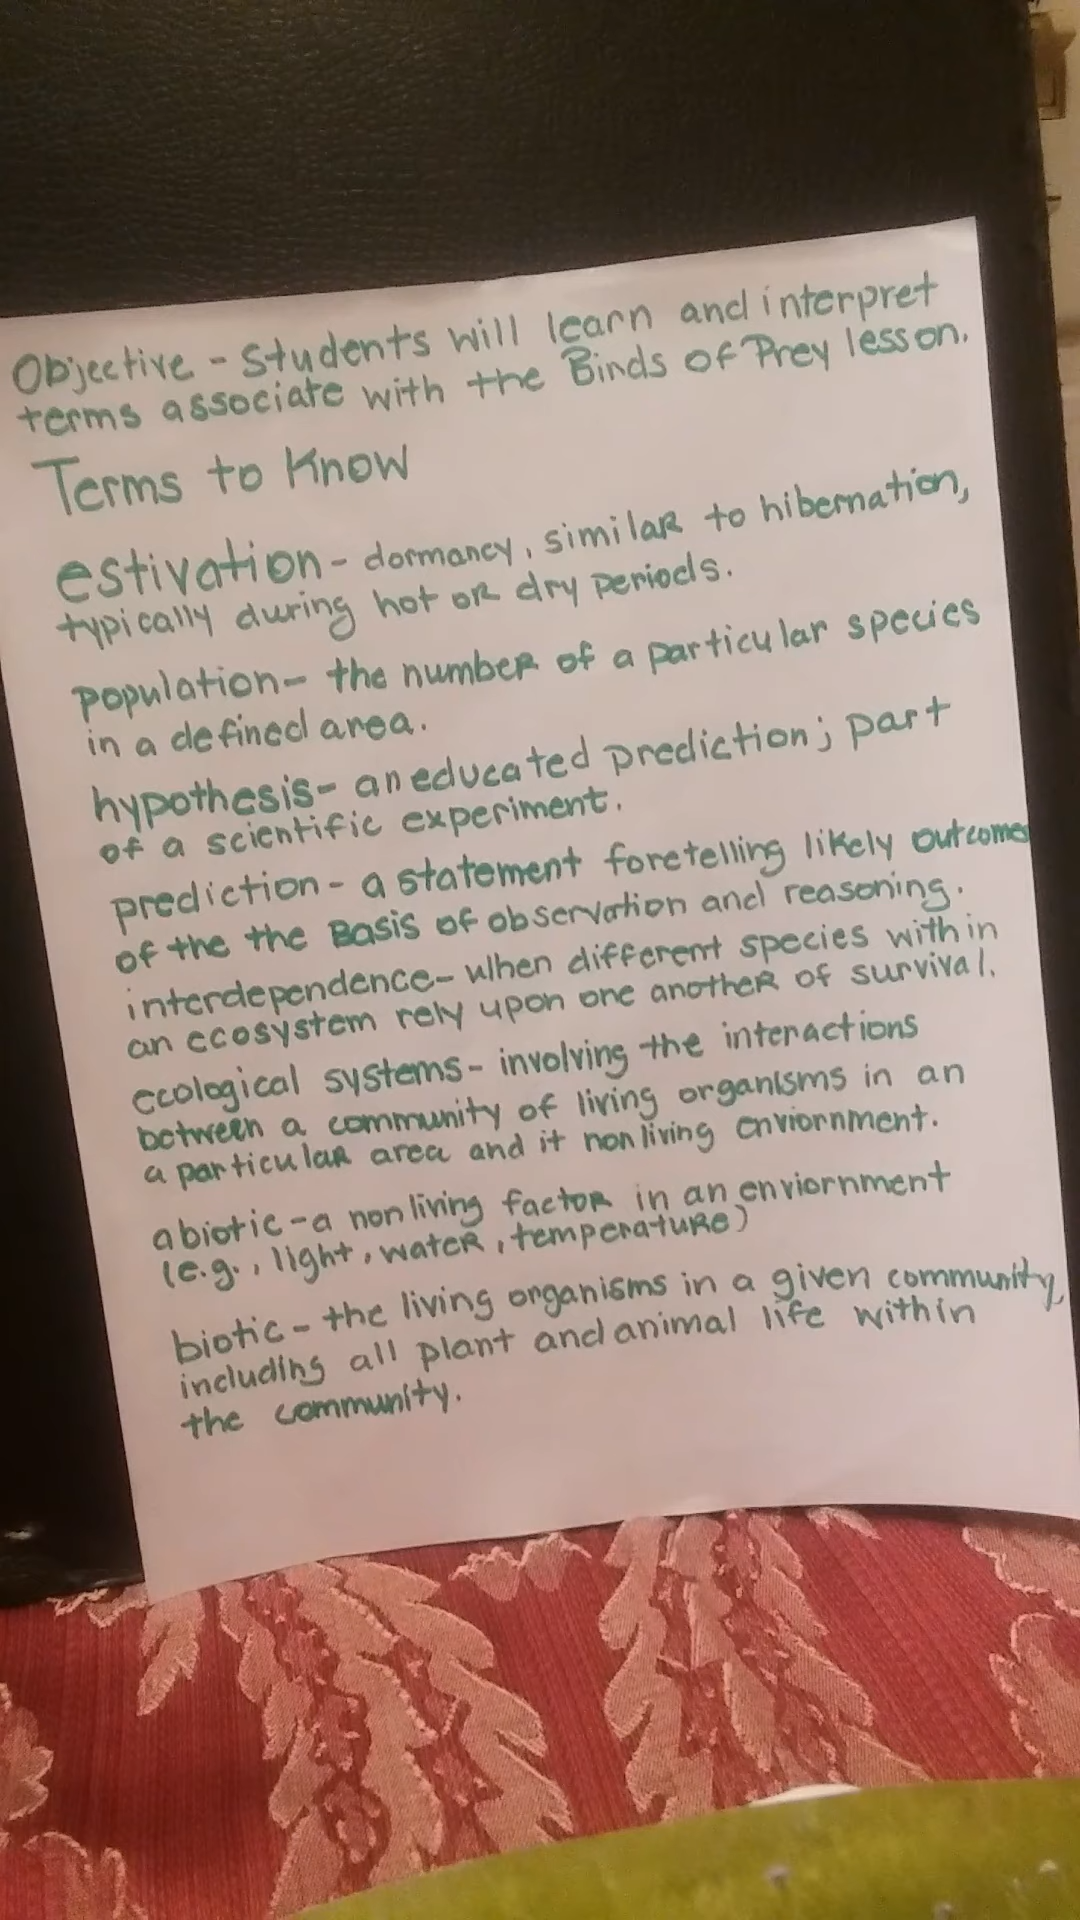 Objective - Students will learn and interpret
terms associate with the Binds of Prey lesson.
Terms to Know
estivation - dormancy, similar to hibernation,
typically during hot or dry periods.
population - the number of a particular species
in a defined area.
hypothesis - an educated prediction; part
of a scientific experiment.
prediction - a statement foretelling likely outcomes
of the the Basis of observation and reasoning.
interdependence - when different species within
an ecosystem rely upon one another of survival.
ecological systems - involving the interactions
between a community of living organisms in an
a particular area and it nonliving enviornment.
abiotic - a nonliving factor in an enviornment
(e.g., light, water, temperature)
biotic - the living organisms in a given community,
including all plant and animal life within
the community.